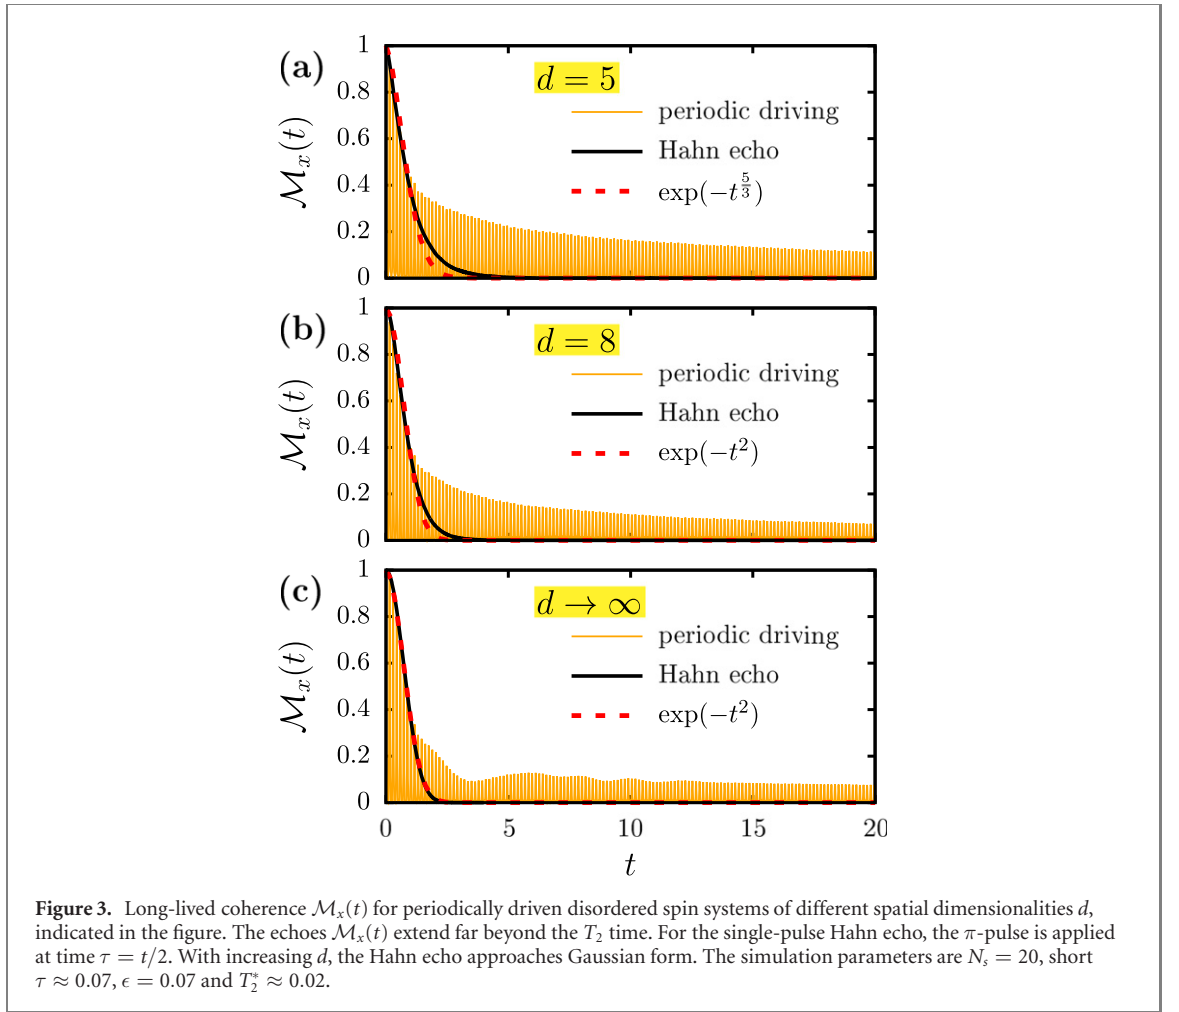 (a)
1
0.8
0.6
0.4
0.2
0
ℳₓ(t)
d = 5
periodic driving
Hahn echo
exp(−t^{5/3})
(b)
1
0.8
0.6
0.4
0.2
0
ℳₓ(t)
d = 8
periodic driving
Hahn echo
exp(−t²)
(c)
1
0.8
0.6
0.4
0.2
0
ℳₓ(t)
d → ∞
periodic driving
Hahn echo
exp(−t²)
0 5 10 15 20
t
Figure 3. Long-lived coherence ℳₓ(t) for periodically driven disordered spin systems of different spatial dimensionalities d,
indicated in the figure. The echoes ℳₓ(t) extend far beyond the T₂ time. For the single-pulse Hahn echo, the π-pulse is applied
at time τ = t/2. With increasing d, the Hahn echo approaches Gaussian form. The simulation parameters are Nₛ = 20, short
τ ≈ 0.07, ϵ = 0.07 and T₂* ≈ 0.02.